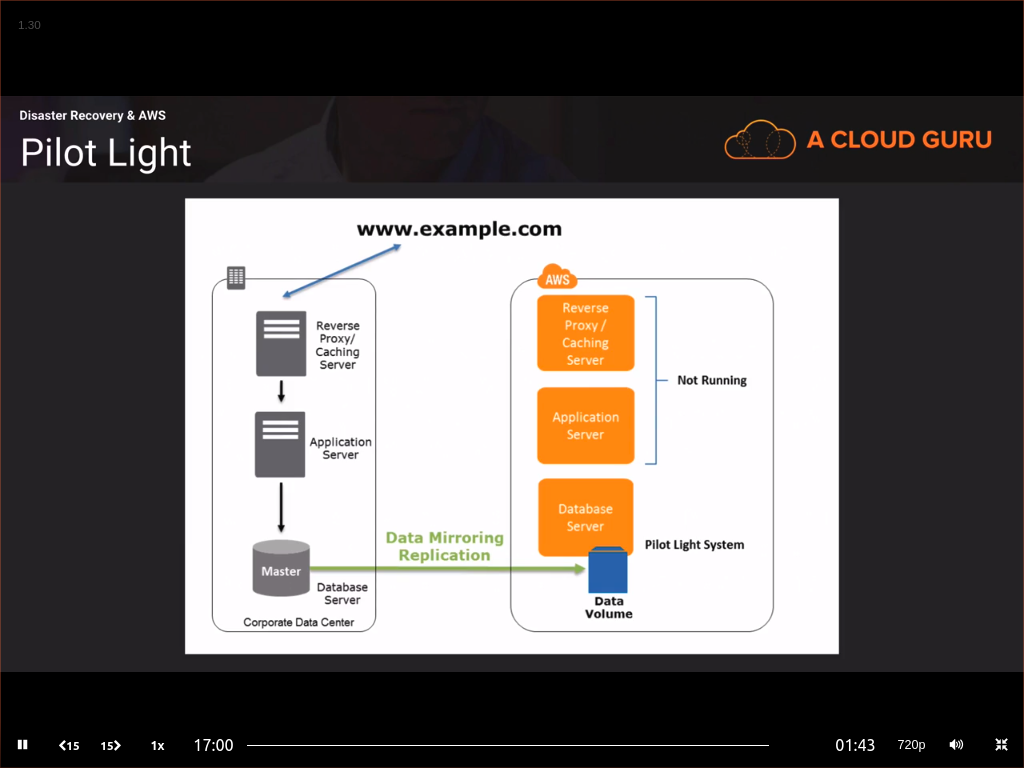 1.30
Disaster Recovery & AWS
Pilot Light
A CLOUD GURU
www.example.com
Reverse
Proxy/
Caching
Server
Application
Server
Master
Database
Server
Corporate Data Center
Data Mirroring
Replication
AWS
Reverse
Proxy /
Caching
Server
Not Running
Application
Server
Database
Server
Pilot Light System
Data
Volume
15
15
1x
17:00
01:43
720p